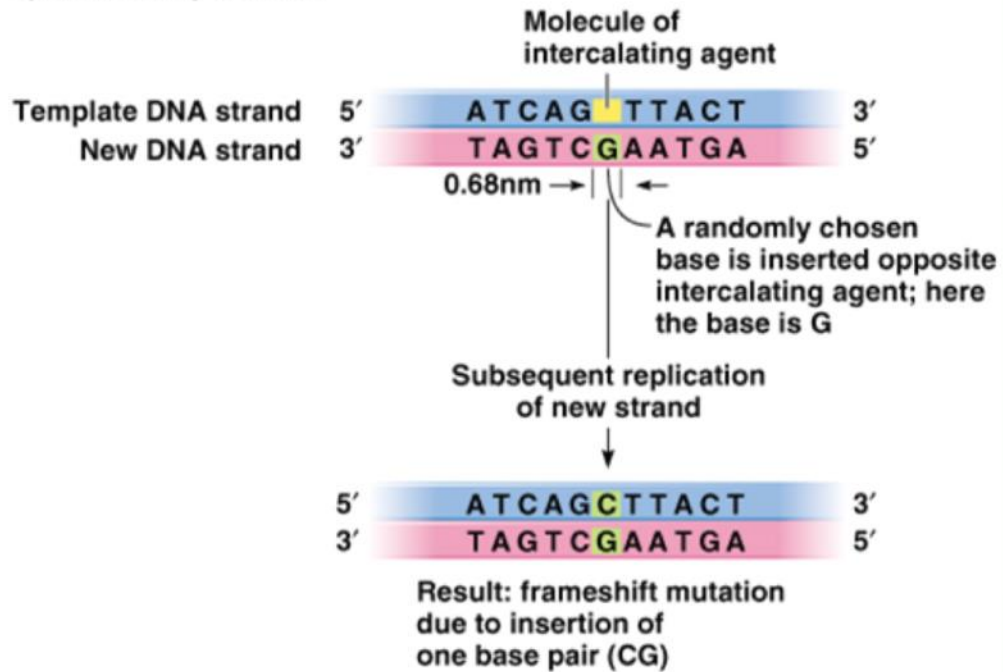 Molecule of
intercalating agent
Template DNA strand 5′ ATCAG TTACT 3′
New DNA strand 3′ TAGTCGAATGA 5′
0.68nm
A randomly chosen
base is inserted opposite
intercalating agent; here
the base is G
Subsequent replication
of new strand
5′ ATCAGCTTACT 3′
3′ TAGTCGAATGA 5′
Result: frameshift mutation
due to insertion of
one base pair (CG)